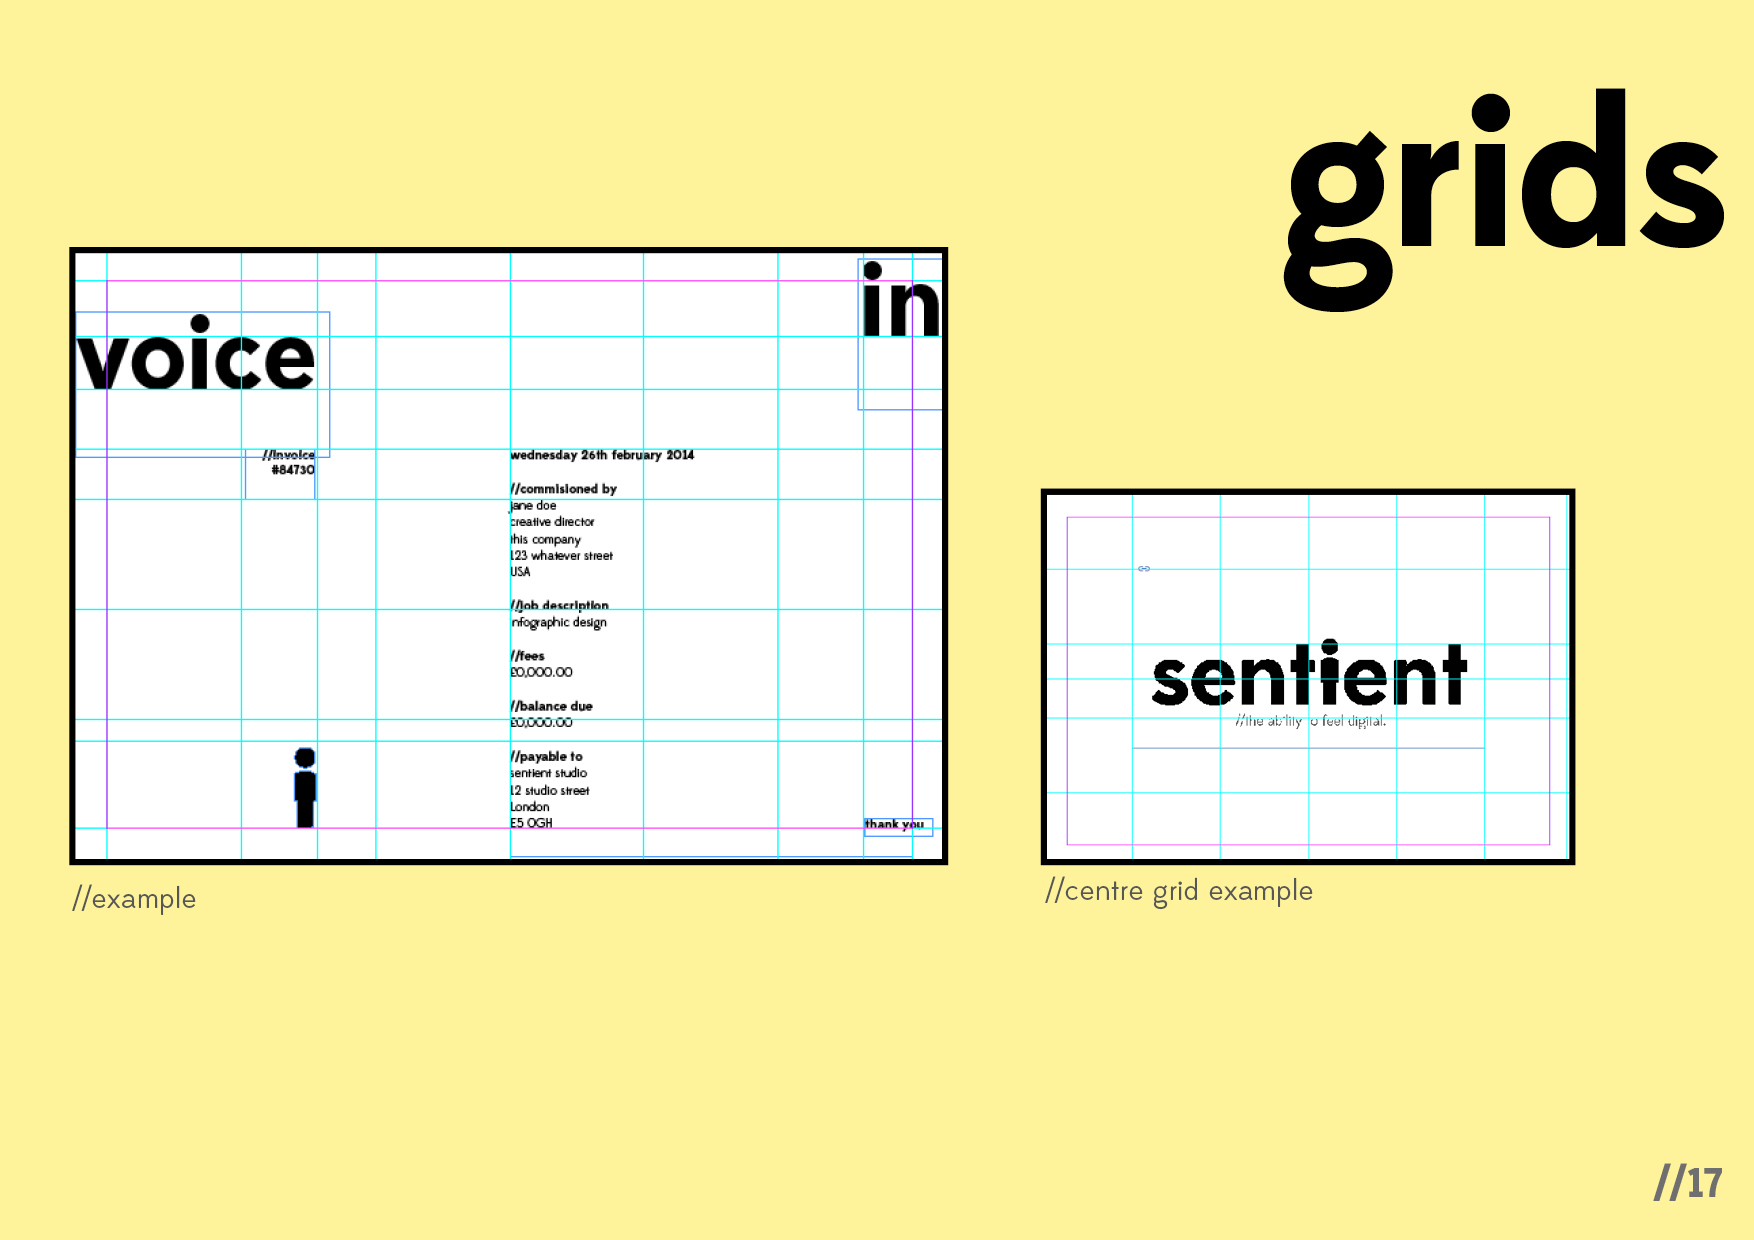 grids
in
voice
//invoice
#84730
wednesday 26th february 2014
//commisioned by
jane doe
creative director
this company
123 whatever street
USA
//job description
infographic design
//fees
£0,000.00
//balance due
£0,000.00
//payable to
sentient studio
12 studio street
London
E5 0GH
thank you
//example
sentient
//the ability to feel digital.
//centre grid example
//17